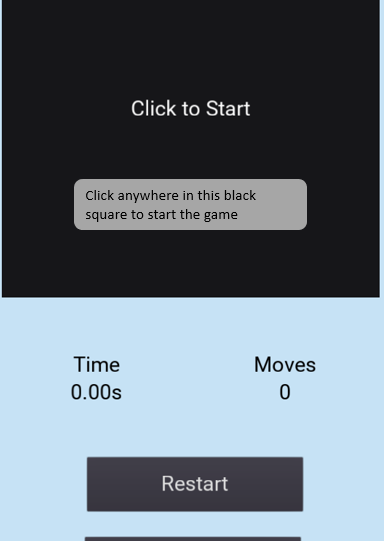 Click to Start
Click anywhere in this black
square to start the game
Time
0.00s
Moves
0
Restart